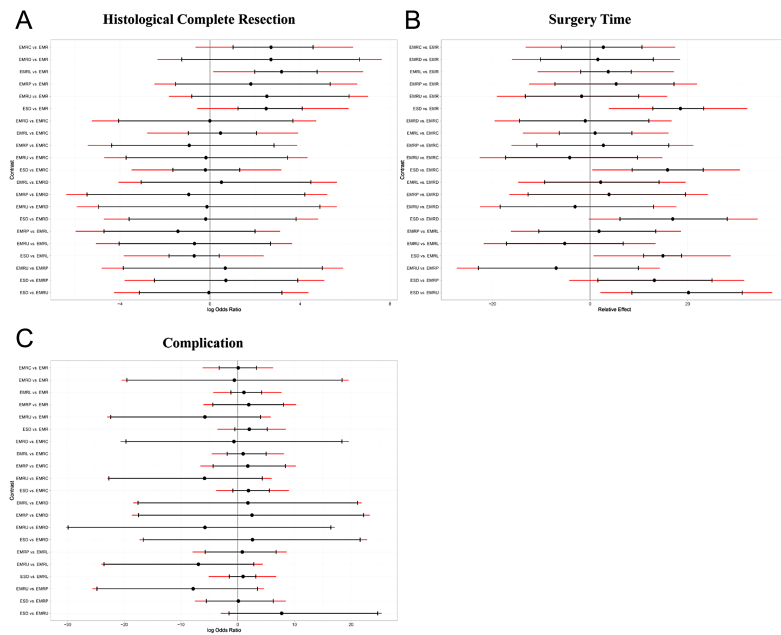 A
Histological Complete Resection
EMRC vs. EMR
EMRD vs. EMR
EMRL vs. EMR
EMRP vs. EMR
EMRU vs. EMR
ESD vs. EMR
EMRD vs. EMRC
EMRL vs. EMRC
EMRP vs. EMRC
EMRU vs. EMRC
ESD vs. EMRC
EMRL vs. EMRD
EMRP vs. EMRD
EMRU vs. EMRD
ESD vs. EMRD
EMRP vs. EMRL
EMRU vs. EMRL
ESD vs. EMRL
EMRU vs. EMRP
ESD vs. EMRP
ESD vs. EMRU
Contrast
-4 0 4 8
log Odds Ratio
B
Surgery Time
EMRC vs. EMR
EMRD vs. EMR
EMRL vs. EMR
EMRP vs. EMR
EMRU vs. EMR
ESD vs. EMR
EMRD vs. EMRC
EMRL vs. EMRC
EMRP vs. EMRC
EMRU vs. EMRC
ESD vs. EMRC
EMRL vs. EMRD
EMRP vs. EMRD
EMRU vs. EMRD
ESD vs. EMRD
EMRP vs. EMRL
EMRU vs. EMRL
ESD vs. EMRL
EMRU vs. EMRP
ESD vs. EMRP
ESD vs. EMRU
Contrast
-20 0 20
Relative Effect
C
Complication
EMRC vs. EMR
EMRD vs. EMR
EMRL vs. EMR
EMRP vs. EMR
EMRU vs. EMR
ESD vs. EMR
EMRD vs. EMRC
EMRL vs. EMRC
EMRP vs. EMRC
EMRU vs. EMRC
ESD vs. EMRC
EMRL vs. EMRD
EMRP vs. EMRD
EMRU vs. EMRD
ESD vs. EMRD
EMRP vs. EMRL
EMRU vs. EMRL
ESD vs. EMRL
EMRU vs. EMRP
ESD vs. EMRP
ESD vs. EMRU
Contrast
-30 -20 -10 0 10 20
log Odds Ratio